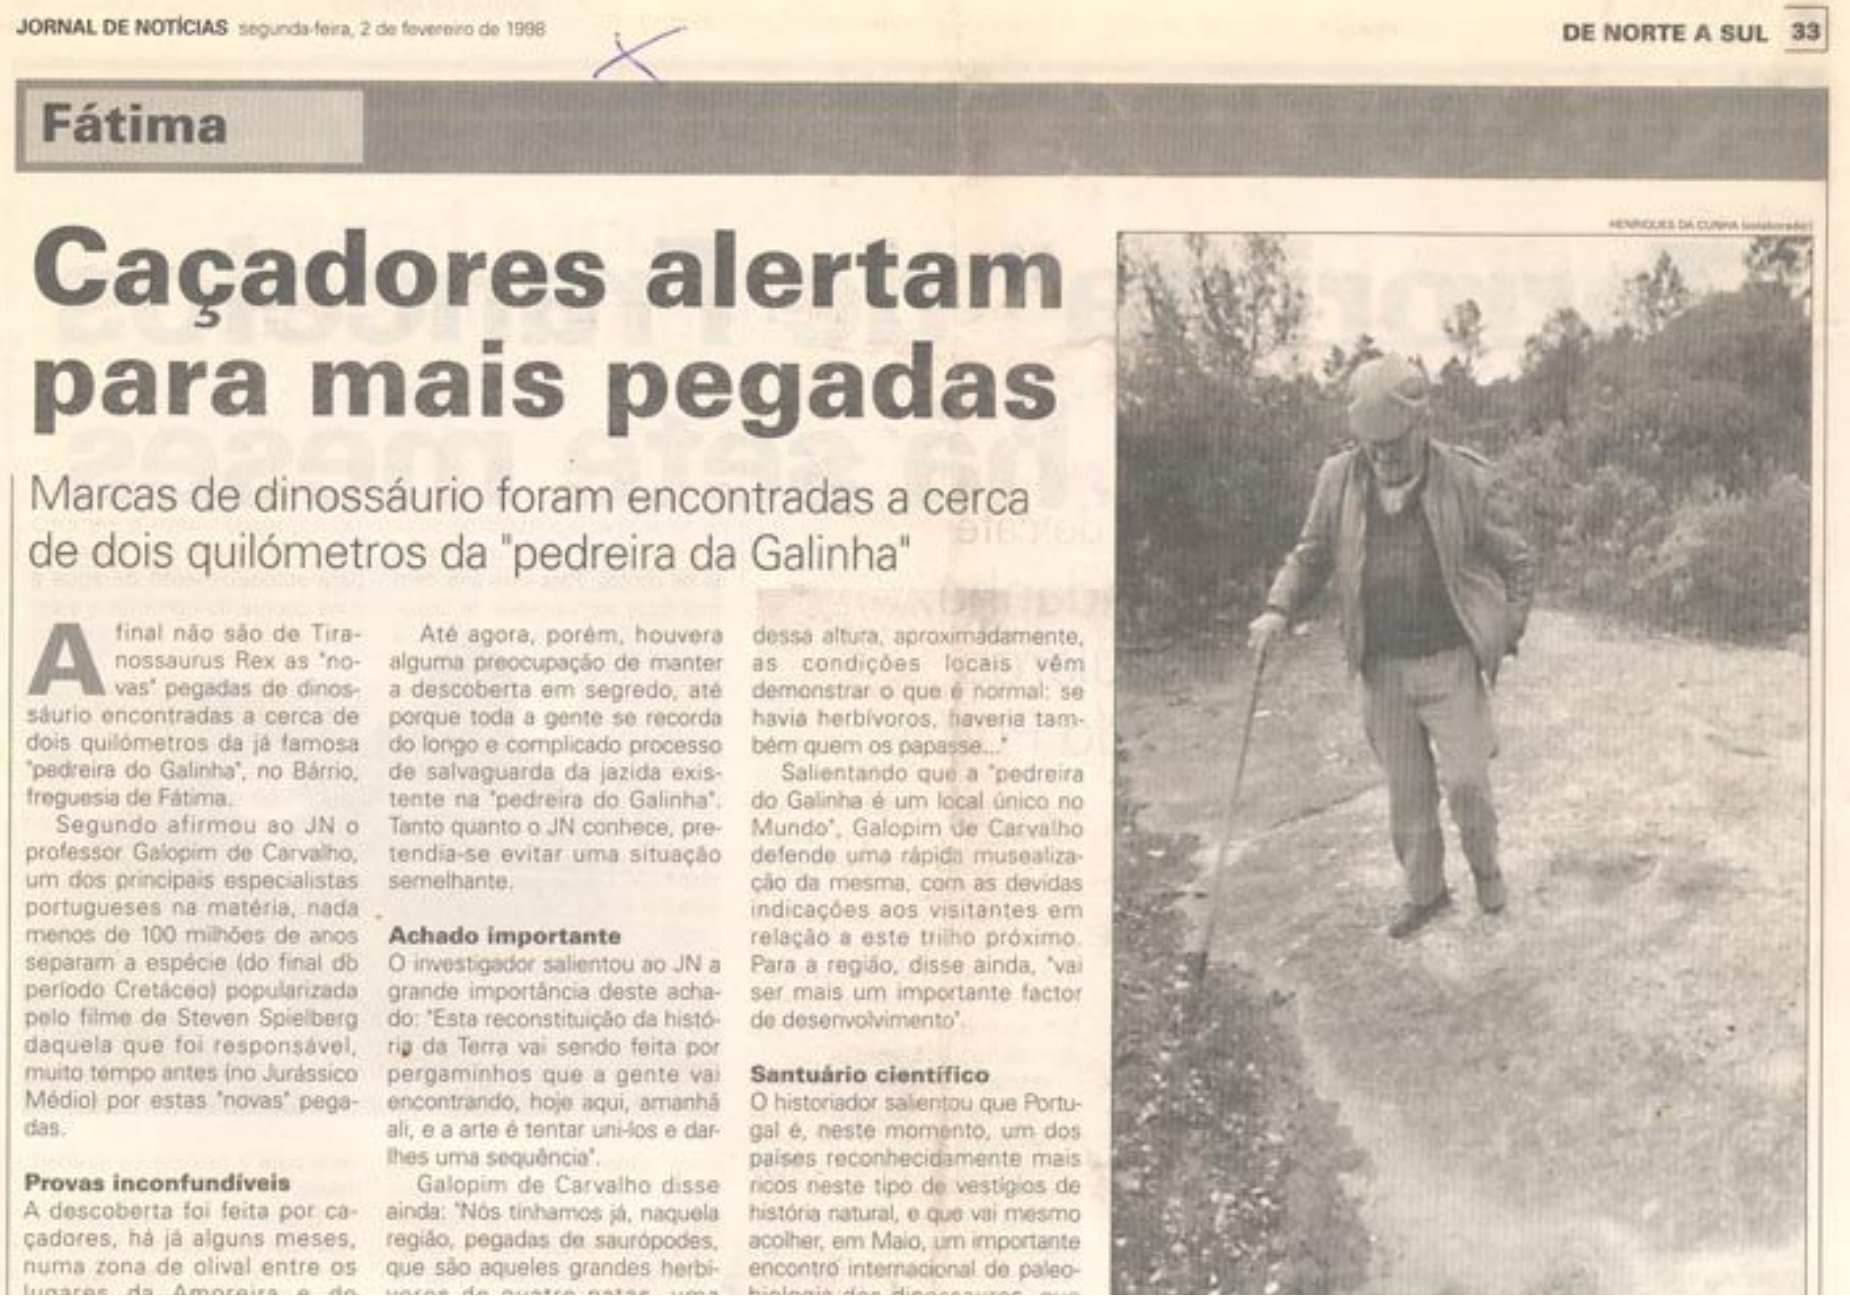 JORNAL DE NOTÍCIAS segunda-feira, 2 de fevereiro de 1998
DE NORTE A SUL 33
Fátima
Caçadores alertam
para mais pegadas
Marcas de dinossáurio foram encontradas a cerca
de dois quilómetros da "pedreira da Galinha"
HENRIQUES DA CUNHA (colaborador)
A final não são de Tira-
nossaurus Rex as "no-
vas" pegadas de dinos-
sáurio encontradas a cerca de
dois quilómetros da já famosa
"pedreira do Galinha", no Bárrio,
freguesia de Fátima.
Segundo afirmou ao JN o
professor Galopim de Carvalho,
um dos principais especialistas
portugueses na matéria, nada
menos de 100 milhões de anos
separam a espécie (do final db
período Cretáceo) popularizada
pelo filme de Steven Spielberg
daquela que foi responsável,
muito tempo antes (no Jurássico
Médio) por estas "novas" pega-
das.
Provas inconfundíveis
A descoberta foi feita por ca-
çadores, há já alguns meses,
numa zona de olival entre os
lugares da Amoreira e do
Até agora, porém, houvera
alguma preocupação de manter
a descoberta em segredo, até
porque toda a gente se recorda
do longo e complicado processo
de salvaguarda da jazida exis-
tente na "pedreira do Galinha".
Tanto quanto o JN conhece, pre-
tendia-se evitar uma situação
semelhante.
Achado importante
O investigador salientou ao JN a
grande importância deste acha-
do: "Esta reconstituição da histó-
ria da Terra vai sendo feita por
pergaminhos que a gente vai
encontrando, hoje aqui, amanhã
ali, e a arte é tentar uni-los e dar-
lhes uma sequência".
Galopim de Carvalho disse
ainda: "Nós tínhamos já, naquela
região, pegadas de saurópodes,
que são aqueles grandes herbí-
voros de quatro patas, uma
dessa altura, aproximadamente,
as condições locais vêm
demonstrar o que é normal: se
havia herbívoros, haveria tam-
bém quem os papasse..."
Salientando que a "pedreira
do Galinha é um local único no
Mundo", Galopim de Carvalho
defende uma rápida musealiza-
ção da mesma, com as devidas
indicações aos visitantes em
relação a este trilho próximo.
Para a região, disse ainda, "vai
ser mais um importante factor
de desenvolvimento".
Santuário científico
O historiador salientou que Portu-
gal é, neste momento, um dos
países reconhecidamente mais
ricos neste tipo de vestígios de
história natural, e que vai mesmo
acolher, em Maio, um importante
encontro internacional de paleo-
biologia dos dinossauros, que